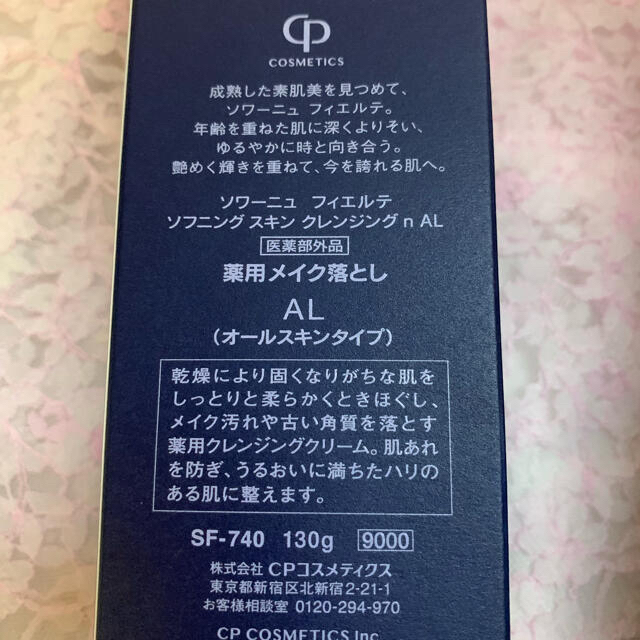 CP
COSMETICS
成熟した素肌美を見つめて、
ソワーニュ フィエルテ。
年齢を重ねた肌に深くよりそい、
ゆるやかに時と向き合う。
艶めく輝きを重ねて、今を誇れる肌へ。
ソワーニュ フィエルテ
ソフニング スキン クレンジング n AL
医薬部外品
薬用メイク落とし
AL
（オールスキンタイプ）
乾燥により固くなりがちな肌を
しっとりと柔らかくときほぐし、
メイク汚れや古い角質を落とす
薬用クレンジングクリーム。肌あれ
を防ぎ、うるおいに満ちたハリの
ある肌に整えます。
SF-740 130g 9000
株式会社 CPコスメティクス
東京都新宿区北新宿2-21-1
お客様相談室 0120-294-970
CP COSMETICS Inc.